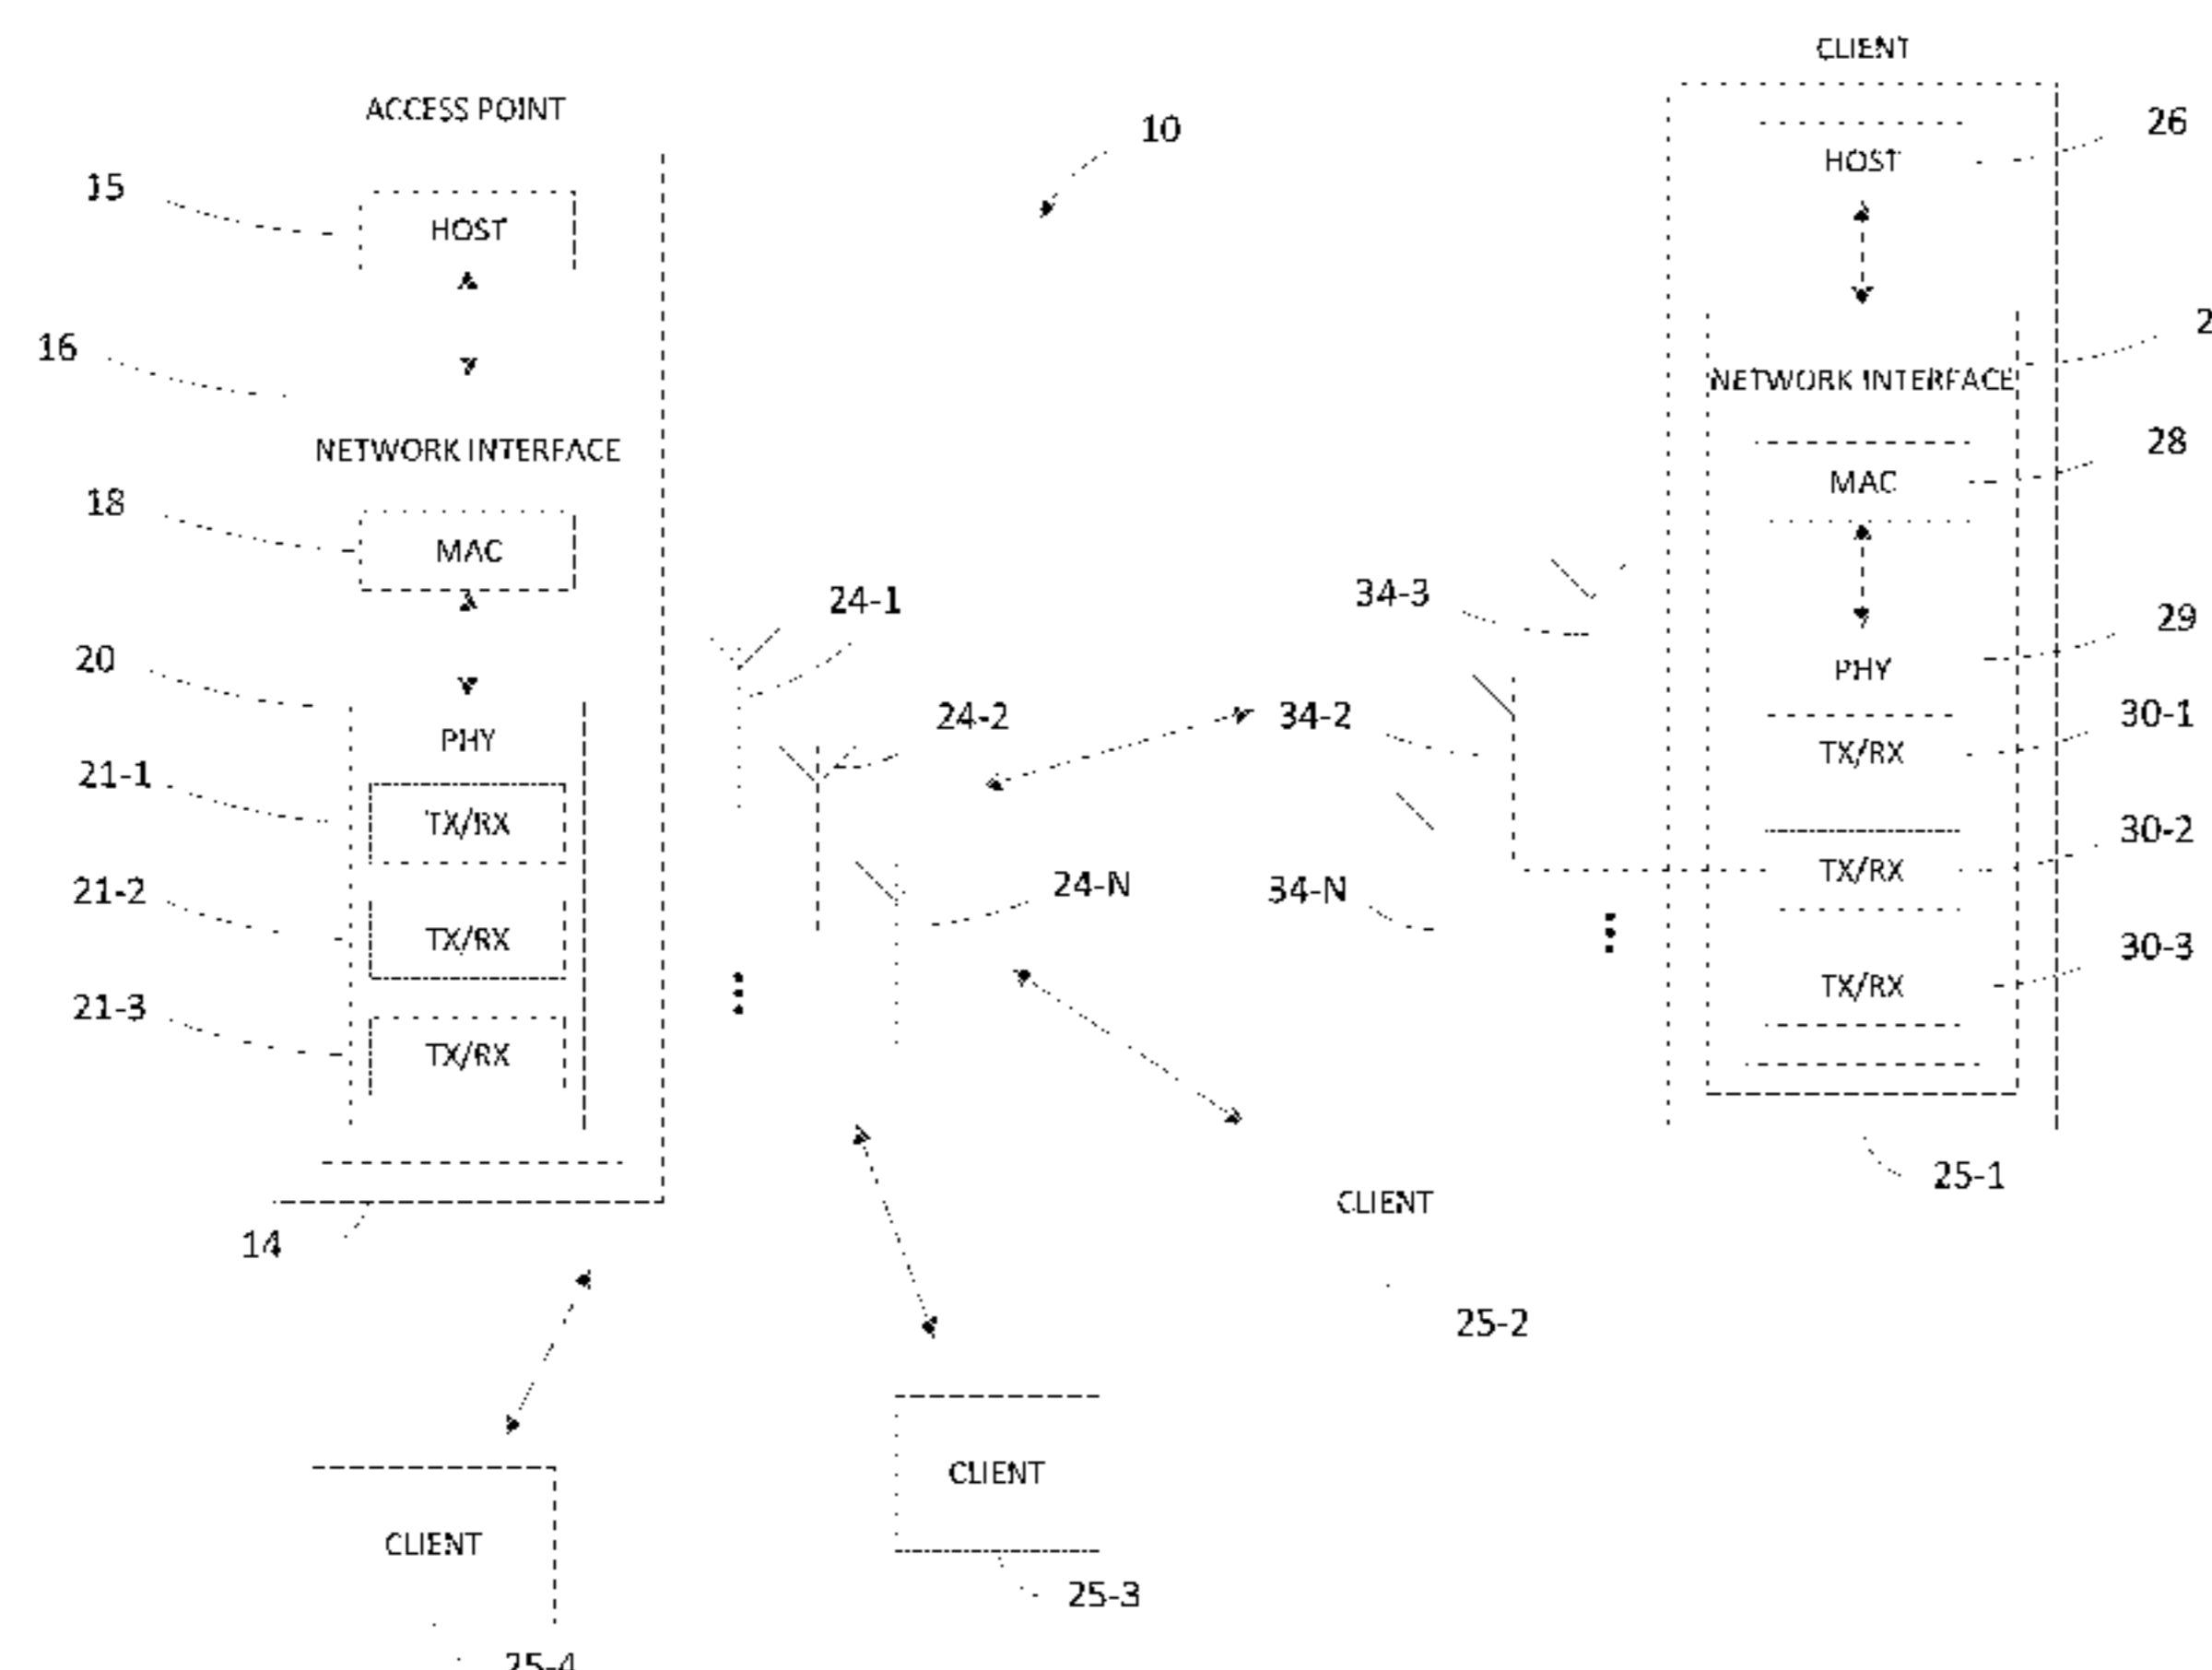 CLIENT
ACCESS POINT
10
26
HOST
15
HOST
2
16
NETWORK INTERFACE
NETWORK INTERFACE
28
MAC
18
MAC
24-1
34-3
29
20
PHY
24-2
34-2
30-1
PHY
TX/RX
21-1
TX/RX
30-2
24-N
34-N
TX/RX
21-2
TX/RX
30-3
TX/RX
21-3
TX/RX
25-1
CLIENT
14
25-2
CLIENT
CLIENT
25-3
25-4